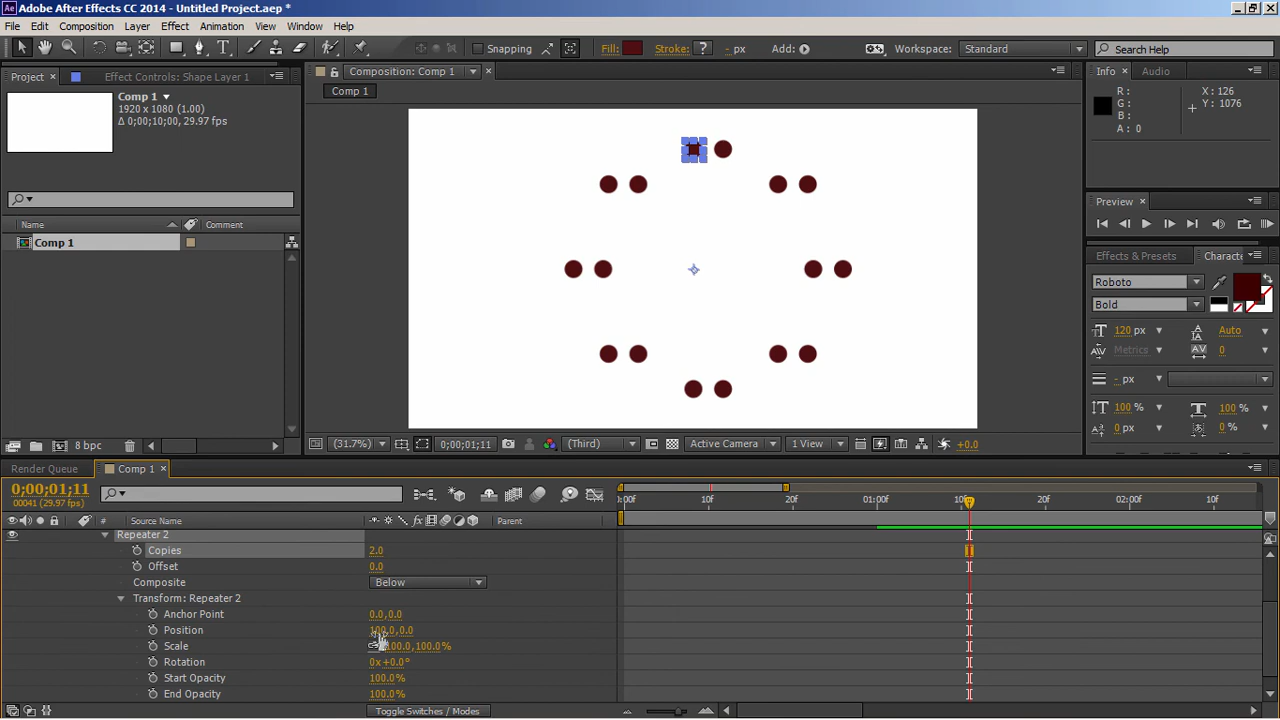 Adobe After Effects CC 2014 - Untitled Project.aep *
File Edit Composition Layer Effect Animation View Window Help
Snapping Fill: Stroke: ? - px Add: Workspace: Standard Search Help
Project Effect Controls: Shape Layer 1 Composition: Comp 1 Info Audio
Comp 1
1920 x 1080 (1.00)
Δ 0;00;10;00, 29.97 fps
Comp 1
R :
G :
B :
A : 0
X : 126
Y : 1076
Preview
Name Comment
Comp 1
Effects & Presets Characte
Roboto
Bold
120 px Auto
Metrics 0
- px
100 % 100 %
0 px 0 %
8 bpc (31.7%) 0;00;01;11 (Third) Active Camera 1 View +0.0
Render Queue Comp 1
0;00;01;11
00041 (29.97 fps)
:00f 10f 20f 01:00f 10f 20f 02:00f 10f
# Source Name Parent
Repeater 2
Copies 2.0
Offset 0.0
Composite Below
Transform: Repeater 2
Anchor Point 0.0,0.0
Position 100.0,0.0
Scale 100.0,100.0%
Rotation 0x+0.0°
Start Opacity 100.0%
End Opacity 100.0%
Toggle Switches / Modes